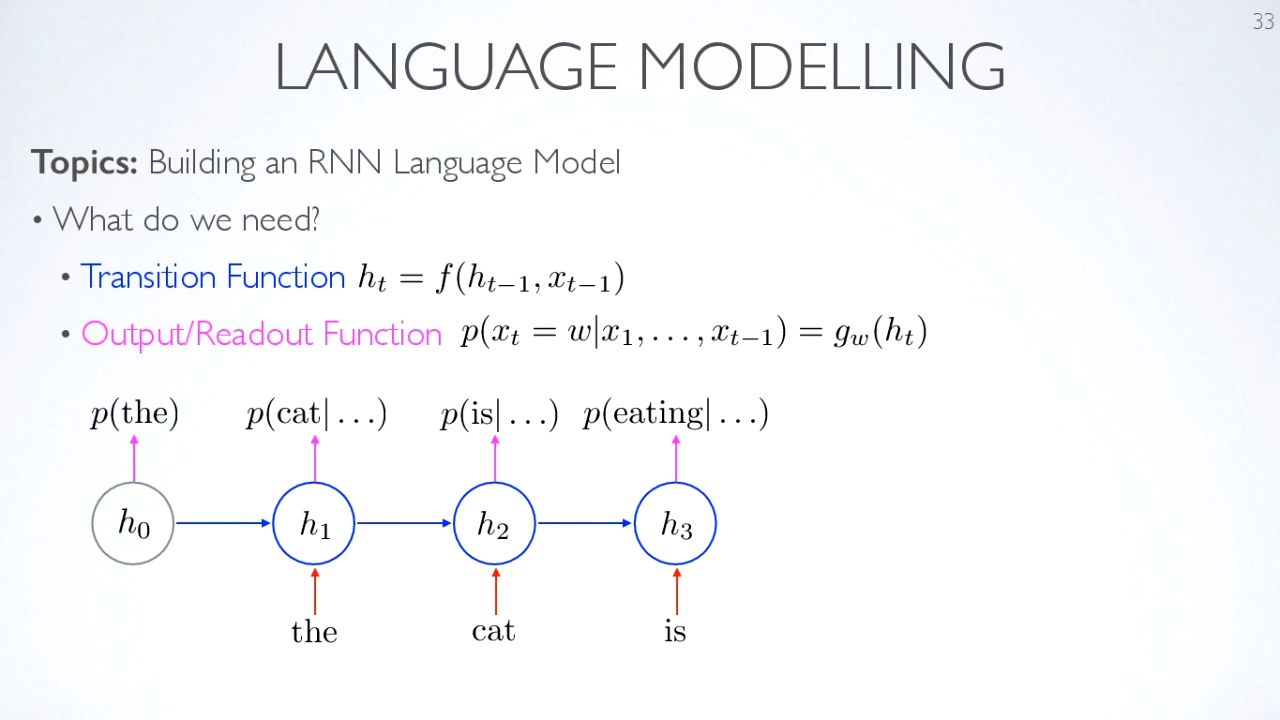 33
LANGUAGE MODELLING
Topics: Building an RNN Language Model
• What do we need?
• Transition Function h_t = f(h_{t−1}, x_{t−1})
• Output/Readout Function p(x_t = w|x_1, . . . , x_{t−1}) = g_w(h_t)
p(the) p(cat| . . .) p(is| . . .) p(eating| . . .)
h_0 h_1 h_2 h_3
the cat is